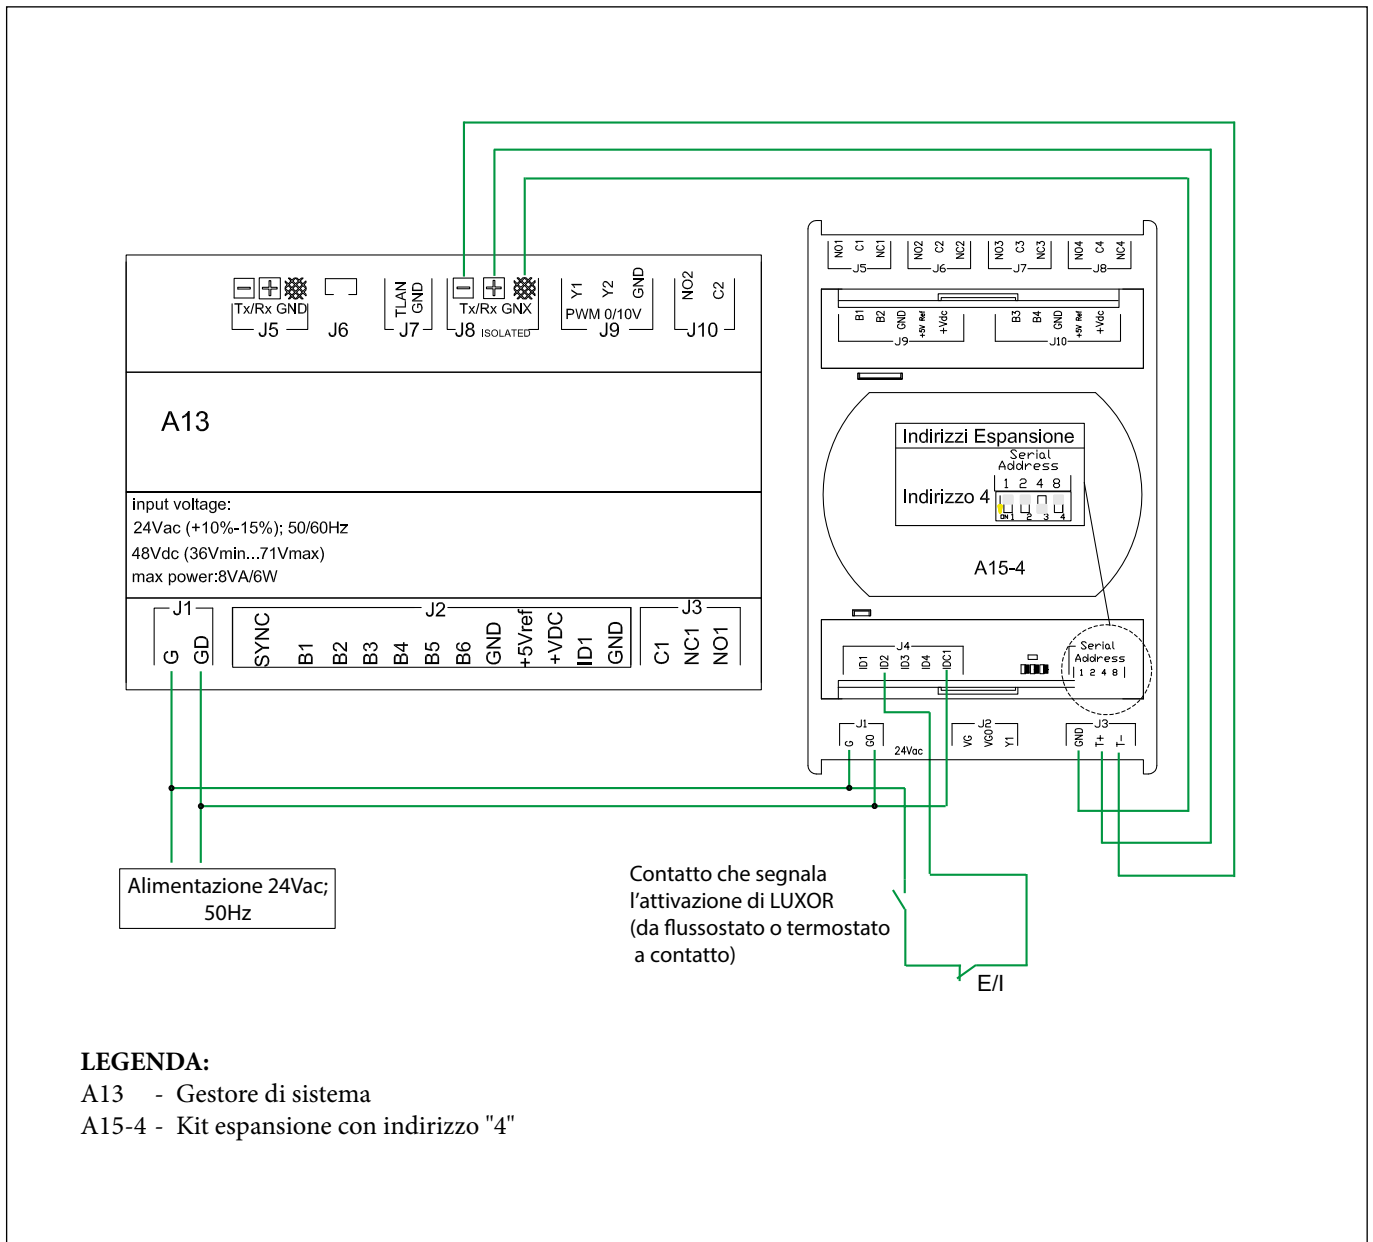 NO1 C1 NC1 NO2 C2 NC2 NO3 C3 NC3 NO4 C4 NC4
J5 J6 J7 J8
Tx/Rx GND
J5
J6
TLAN GND
J7
Tx/Rx GNX
J8 ISOLATED
Y1 Y2 GND
PWM 0/10V
J9
NO2 C2
J10
B1 B2 GND +5V Ref +Vdc
J9
B3 B4 GND +5V Ref +Vdc
J10
A13
Indirizzi Espansione
Serial
Address
1 2 4 8
Indirizzo 4
ON 1 2 3 4
A15-4
input voltage:
24Vac (+10%-15%); 50/60Hz
48Vdc (36Vmin...71Vmax)
max power:8VA/6W
J1
G GD
J2
SYNC B1 B2 B3 B4 B5 B6 GND +5Vref +VDC ID1 GND
J3
C1 NC1 NO1
J4
ID1 ID2 ID3 ID4 IDC1
Serial
Address
1 2 4 8
J1
G G0
24Vac
J2
VG VG0 Y1
J3
GND T+ T-
Alimentazione 24Vac;
50Hz
Contatto che segnala
l'attivazione di LUXOR
(da flussostato o termostato
a contatto)
E/I
LEGENDA:
A13 - Gestore di sistema
A15-4 - Kit espansione con indirizzo "4"